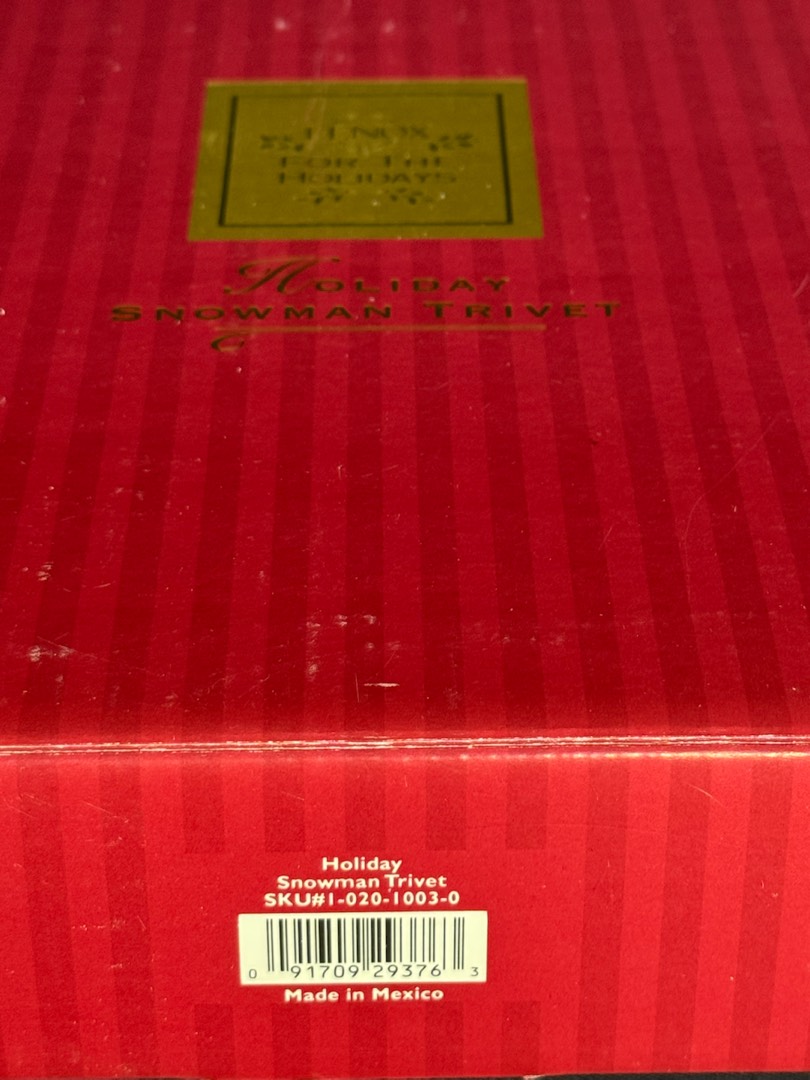 LENOX
FOR THE
HOLIDAYS
HOLIDAY
SNOWMAN TRIVET
Holiday
Snowman Trivet
SKU#1-020-1003-0
0 91709 29376 3
Made in Mexico